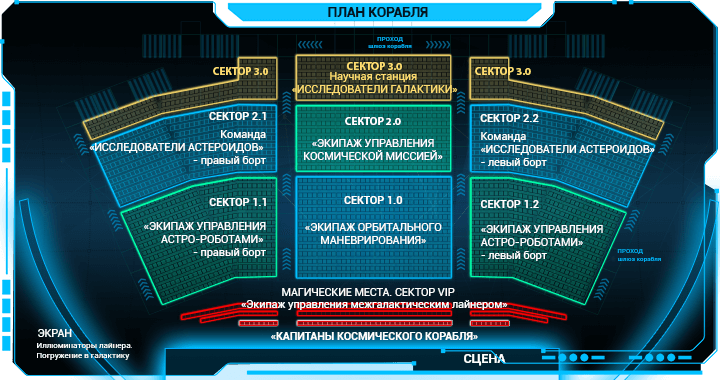 ПЛАН КОРАБЛЯ
ПРОХОД
шлюз корабля
СЕКТОР 3.0
СЕКТОР 3.0
Научная станция
«ИССЛЕДОВАТЕЛИ ГАЛАКТИКИ»
СЕКТОР 3.0
СЕКТОР 2.1
Команда
«ИССЛЕДОВАТЕЛИ АСТЕРОИДОВ»
- правый борт
СЕКТОР 2.0
«ЭКИПАЖ УПРАВЛЕНИЯ
КОСМИЧЕСКОЙ МИССИЕЙ»
СЕКТОР 2.2
Команда
«ИССЛЕДОВАТЕЛИ АСТЕРОИДОВ»
- левый борт
СЕКТОР 1.1
«ЭКИПАЖ УПРАВЛЕНИЯ
АСТРО-РОБОТАМИ»
- правый борт
СЕКТОР 1.0
«ЭКИПАЖ ОРБИТАЛЬНОГО
МАНЕВРИРОВАНИЯ»
СЕКТОР 1.2
«ЭКИПАЖ УПРАВЛЕНИЯ
АСТРО-РОБОТАМИ»
- левый борт
ПРОХОД
шлюз корабля
МАГИЧЕСКИЕ МЕСТА. СЕКТОР VIP
«Экипаж управления межгалактическим лайнером»
«КАПИТАНЫ КОСМИЧЕСКОГО КОРАБЛЯ»
ЭКРАН
Иллюминаторы лайнера.
Погружение в галактику
СЦЕНА